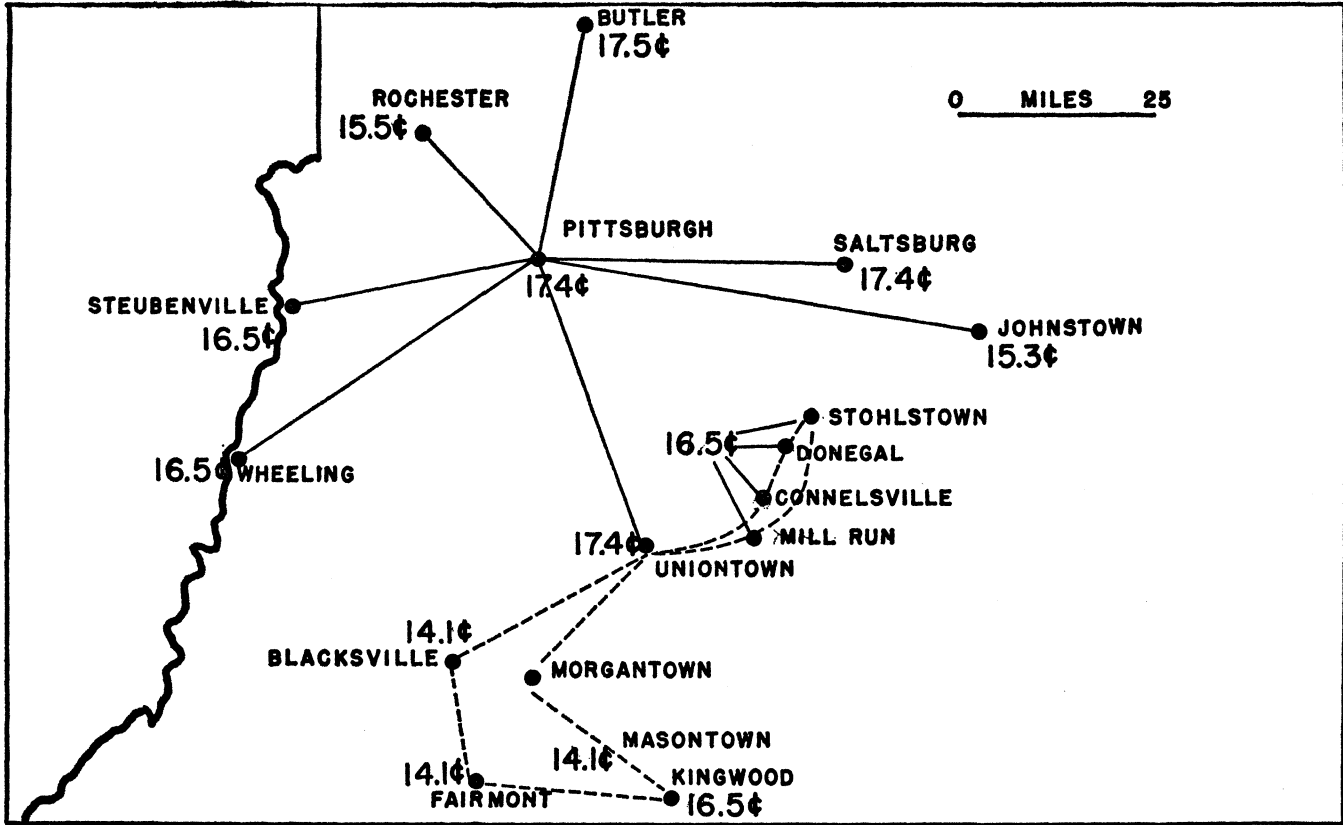 BUTLER
17.5¢
ROCHESTER
15.5¢
0 MILES 25
PITTSBURGH
17.4¢
SALTSBURG
17.4¢
STEUBENVILLE
16.5¢
JOHNSTOWN
15.3¢
STOHLSTOWN
16.5¢
DONEGAL
16.5¢ WHEELING
CONNELSVILLE
MILL RUN
17.4¢
UNIONTOWN
14.1¢
BLACKSVILLE
MORGANTOWN
MASONTOWN
14.1¢
14.1¢
FAIRMONT
KINGWOOD
16.5¢